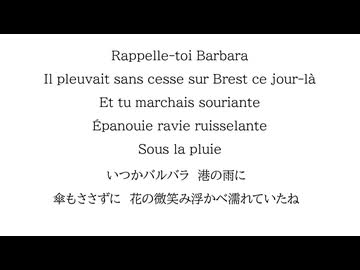 Rappelle-toi Barbara
Il pleuvait sans cesse sur Brest ce jour-là
Et tu marchais souriante
Épanouie ravie ruisselante
Sous la pluie
いつかバルバラ　港の雨に
傘もささずに　花の微笑み浮かべ濡れていたね